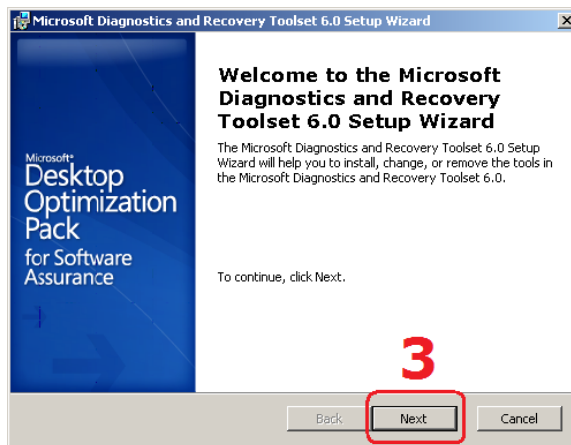 Microsoft Diagnostics and Recovery Toolset 6.0 Setup Wizard
Welcome to the Microsoft
Diagnostics and Recovery
Toolset 6.0 Setup Wizard
The Microsoft Diagnostics and Recovery Toolset 6.0 Setup
Wizard will help you to install, change, or remove the tools in
the Microsoft Diagnostics and Recovery Toolset 6.0.
Microsoft®
Desktop
Optimization
Pack
for Software
Assurance
To continue, click Next.
3
Back Next Cancel